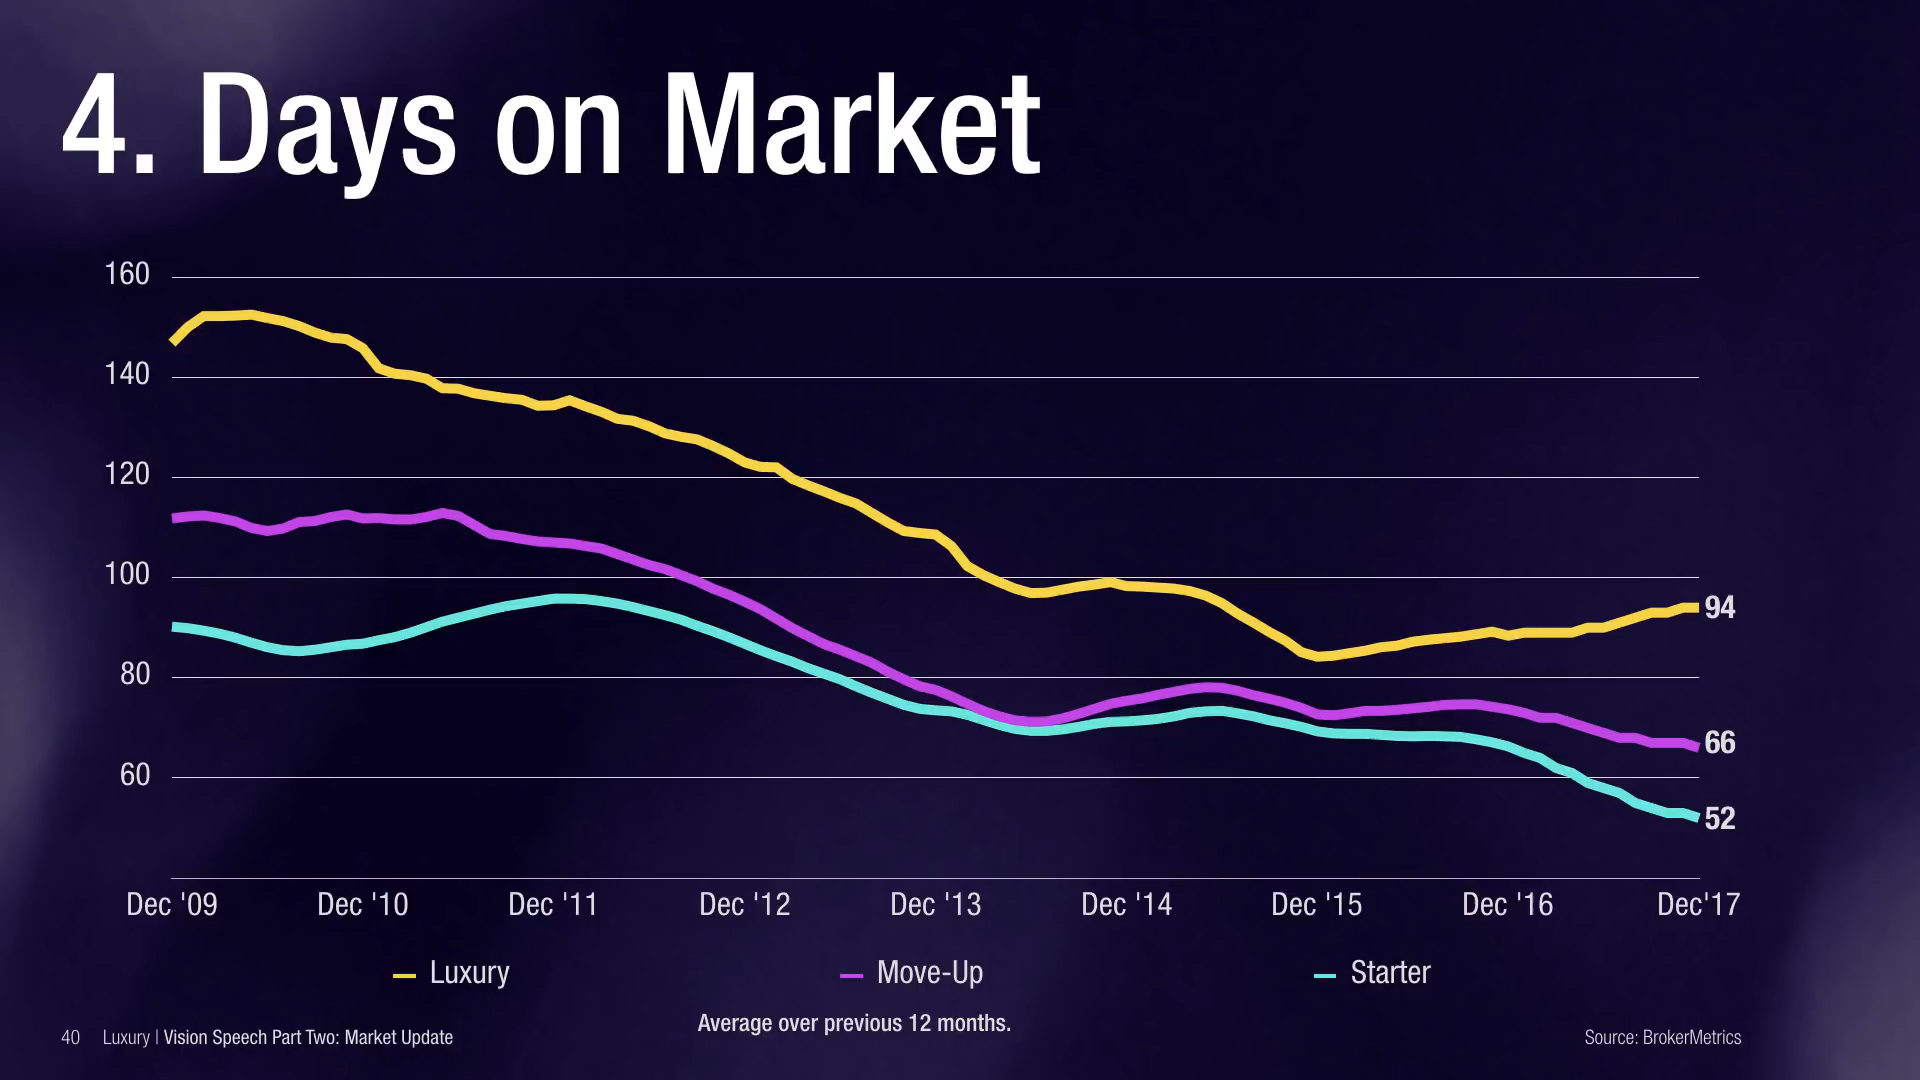 4. Days on Market
160
140
120
100
80
60
94
66
52
Dec '09 Dec '10 Dec '11 Dec '12 Dec '13 Dec '14 Dec '15 Dec '16 Dec'17
Luxury Move-Up Starter
Average over previous 12 months.
40 Luxury | Vision Speech Part Two: Market Update
Source: BrokerMetrics